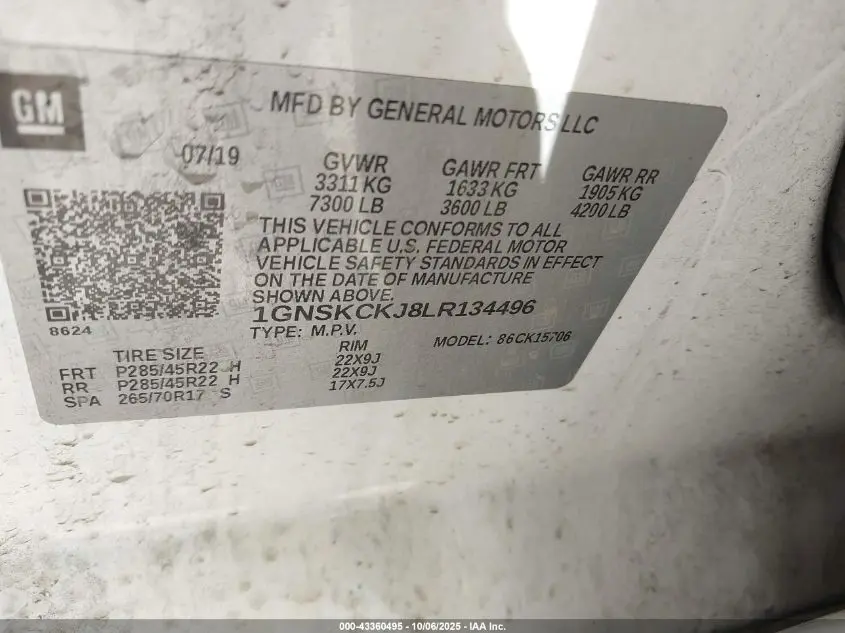 GM
MFD BY GENERAL MOTORS LLC
07/19 GVWR GAWR FRT GAWR RR
3311 KG 1633 KG 1905 KG
7300 LB 3600 LB 4200 LB
THIS VEHICLE CONFORMS TO ALL
APPLICABLE U.S. FEDERAL MOTOR
VEHICLE SAFETY STANDARDS IN EFFECT
ON THE DATE OF MANUFACTURE
SHOWN ABOVE.
8624
1GNSKCKJ8LR134496
TYPE: M.P.V. MODEL: 86CK15706
TIRE SIZE RIM
FRT P285/45R22 H 22X9J
RR P285/45R22 H 22X9J
SPA 265/70R17 S 17X7.5J
000-43360495 - 10/06/2025 - IAA Inc.